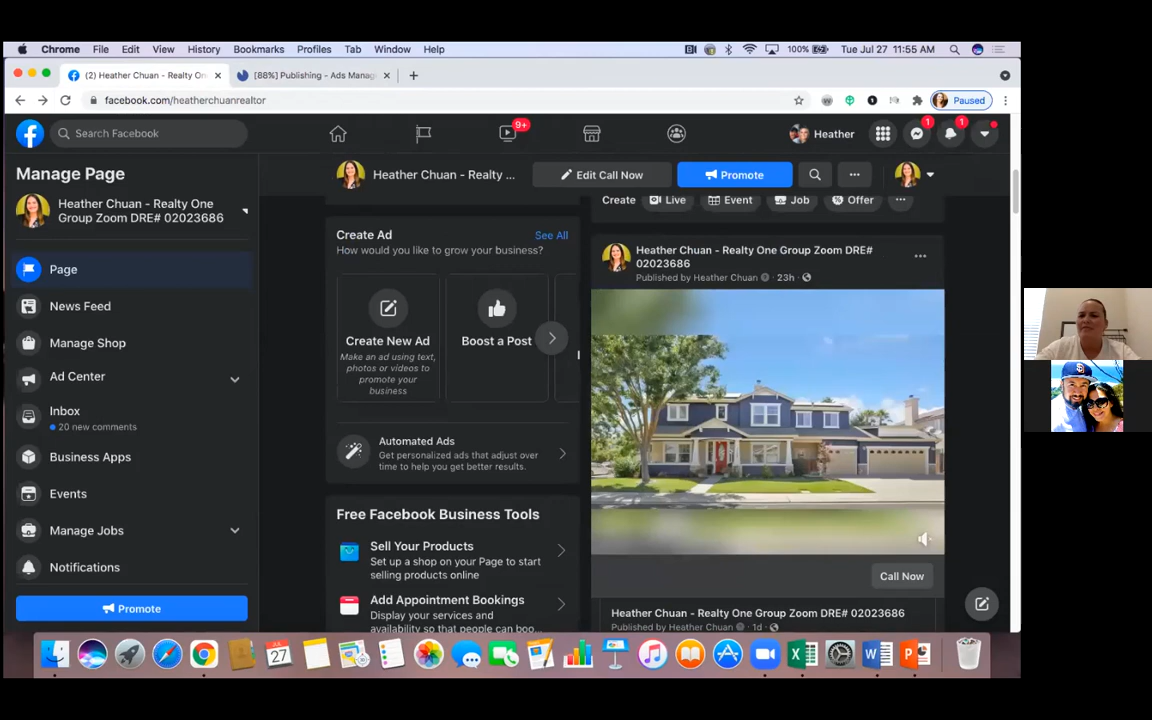 Chrome File Edit View History Bookmarks Profiles Tab Window Help 100% Tue Jul 27 11:55 AM
(2) Heather Chuan - Realty On
[88%] Publishing - Ads Manag
facebook.com/heatherchuanrealtor
Paused
Search Facebook
9+
Heather
1
1
Manage Page
Heather Chuan - Realty One
Group Zoom DRE# 02023686
Page
News Feed
Manage Shop
Ad Center
Inbox
20 new comments
Business Apps
Events
Manage Jobs
Notifications
Promote
Heather Chuan - Realty ...
Edit Call Now
Promote
Create Ad
See All
How would you like to grow your business?
Create New Ad
Make an ad using text,
photos or videos to
promote your
business
Boost a Post
Automated Ads
Get personalized ads that adjust over
time to help you get better results.
Free Facebook Business Tools
Sell Your Products
Set up a shop on your Page to start
selling products online
Add Appointment Bookings
Display your services and
availability so that people can boo...
Create Live Event Job Offer
Heather Chuan - Realty One Group Zoom DRE#
02023686
Published by Heather Chuan · 23h ·
Call Now
Heather Chuan - Realty One Group Zoom DRE# 02023686
Published by Heather Chuan · 1d ·
27